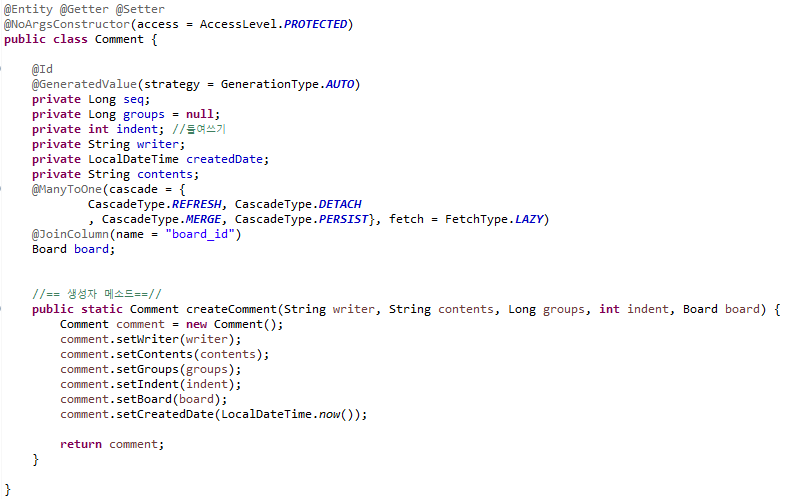 @Entity @Getter @Setter
@NoArgsConstructor(access = AccessLevel.PROTECTED)
public class Comment {
@Id
@GeneratedValue(strategy = GenerationType.AUTO)
private Long seq;
private Long groups = null;
private int indent; //들여쓰기
private String writer;
private LocalDateTime createdDate;
private String contents;
@ManyToOne(cascade = {
CascadeType.REFRESH, CascadeType.DETACH
, CascadeType.MERGE, CascadeType.PERSIST}, fetch = FetchType.LAZY)
@JoinColumn(name = "board_id")
Board board;
//== 생성자 메소드==//
public static Comment createComment(String writer, String contents, Long groups, int indent, Board board) {
Comment comment = new Comment();
comment.setWriter(writer);
comment.setContents(contents);
comment.setGroups(groups);
comment.setIndent(indent);
comment.setBoard(board);
comment.setCreatedDate(LocalDateTime.now());
return comment;
}
}